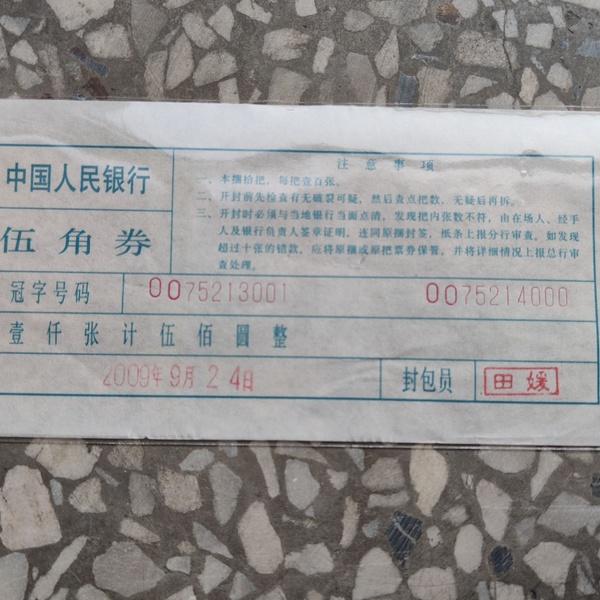 中国人民银行
伍角券
注意事项
一、本捆拾把，每把壹百张。
二、开封前先检查有无破裂可疑，然后查点把数，无疑后再拆。
三、开封时必须与当地银行当面点清，发现把内张数不符，由在场人、经手
人及银行负责人签章证明，连同原捆封签，纸条上报分行审查。如发现
超过十张的错款，应将原捆或原把票券保管，并将详细情况上报总行审
查处理。
冠字号码 0075213001 0075214000
壹仟张计伍佰圆整
2009年9月24日 封包员 田媛